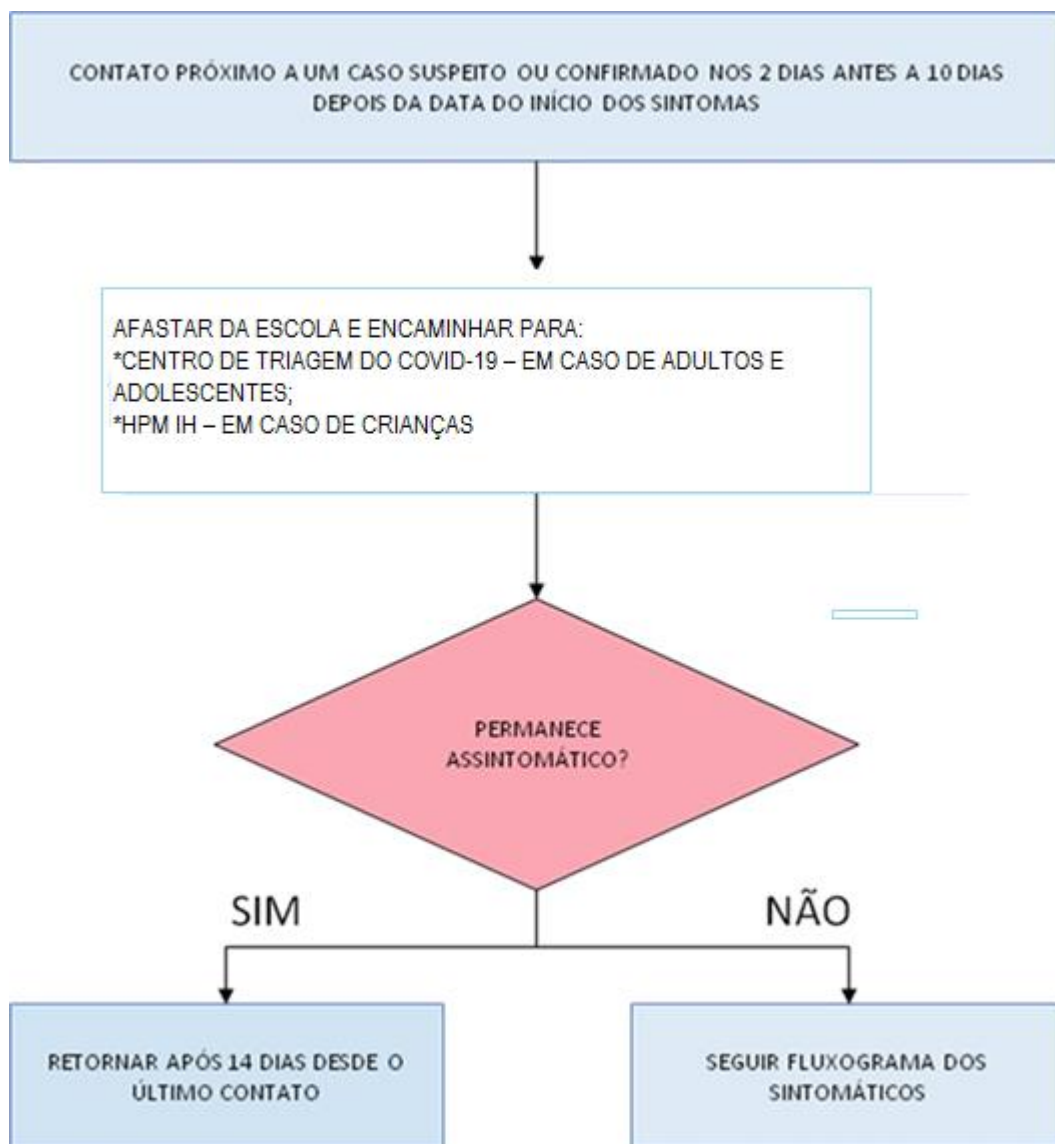 CONTATO PRÓXIMO A UM CASO SUSPEITO OU CONFIRMADO NOS 2 DIAS ANTES A 10 DIAS
DEPOIS DA DATA DO INÍCIO DOS SINTOMAS
AFASTAR DA ESCOLA E ENCAMINHAR PARA:
*CENTRO DE TRIAGEM DO COVID-19 – EM CASO DE ADULTOS E
ADOLESCENTES;
*HPM IH – EM CASO DE CRIANÇAS
PERMANECE
ASSINTOMÁTICO?
SIM
NÃO
RETORNAR APÓS 14 DIAS DESDE O
ÚLTIMO CONTATO
SEGUIR FLUXOGRAMA DOS
SINTOMÁTICOS